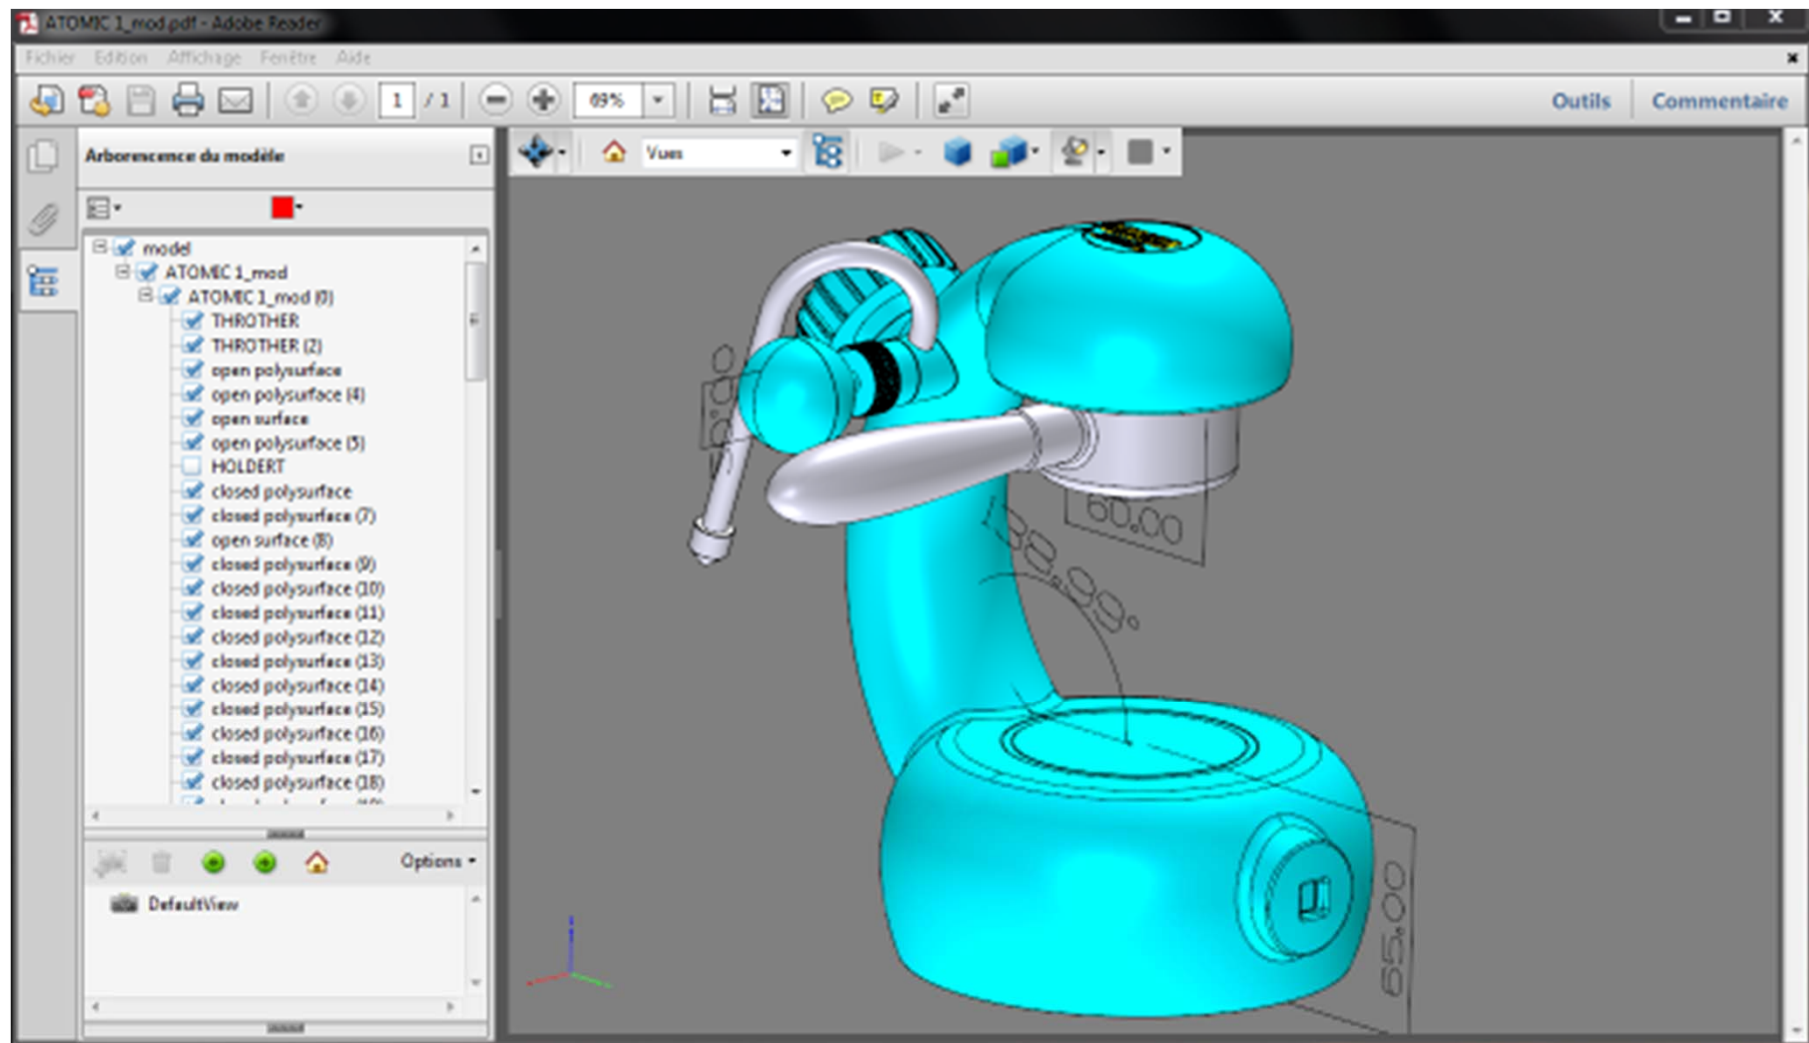 ATOMIC 1_mod.pdf - Adobe Reader
Fichier Edition Affichage Fenêtre Aide
1 / 1 69% Outils Commentaire
Arborescence du modèle
Vues
model
ATOMIC 1_mod
ATOMIC 1_mod (0)
THROTHER
THROTHER (2)
open polysurface
open polysurface (4)
open surface
open polysurface (5)
HOLDERT
closed polysurface
closed polysurface (7)
open surface (8)
closed polysurface (9)
closed polysurface (10)
closed polysurface (11)
closed polysurface (12)
closed polysurface (13)
closed polysurface (14)
closed polysurface (15)
closed polysurface (16)
closed polysurface (17)
closed polysurface (18)
Options
DefaultView
60.00
65.00